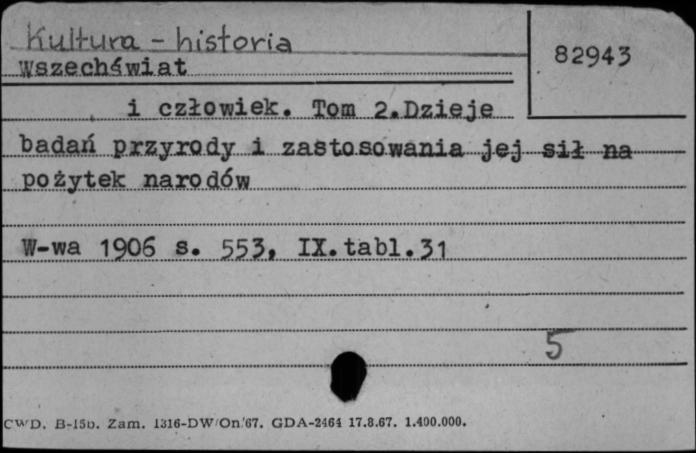 Kultura - historia
82943
Wszechświat
i człowiek. Tom 2.Dzieje
badań przyrody i zastosowania jej sił na
pożytek narodów
W-wa 1906 s. 553, IX.tabl.31
5
CWD. B-15b. Zam. 1316-DW/On/67. GDA-2464 17.8.67. 1.400.000.